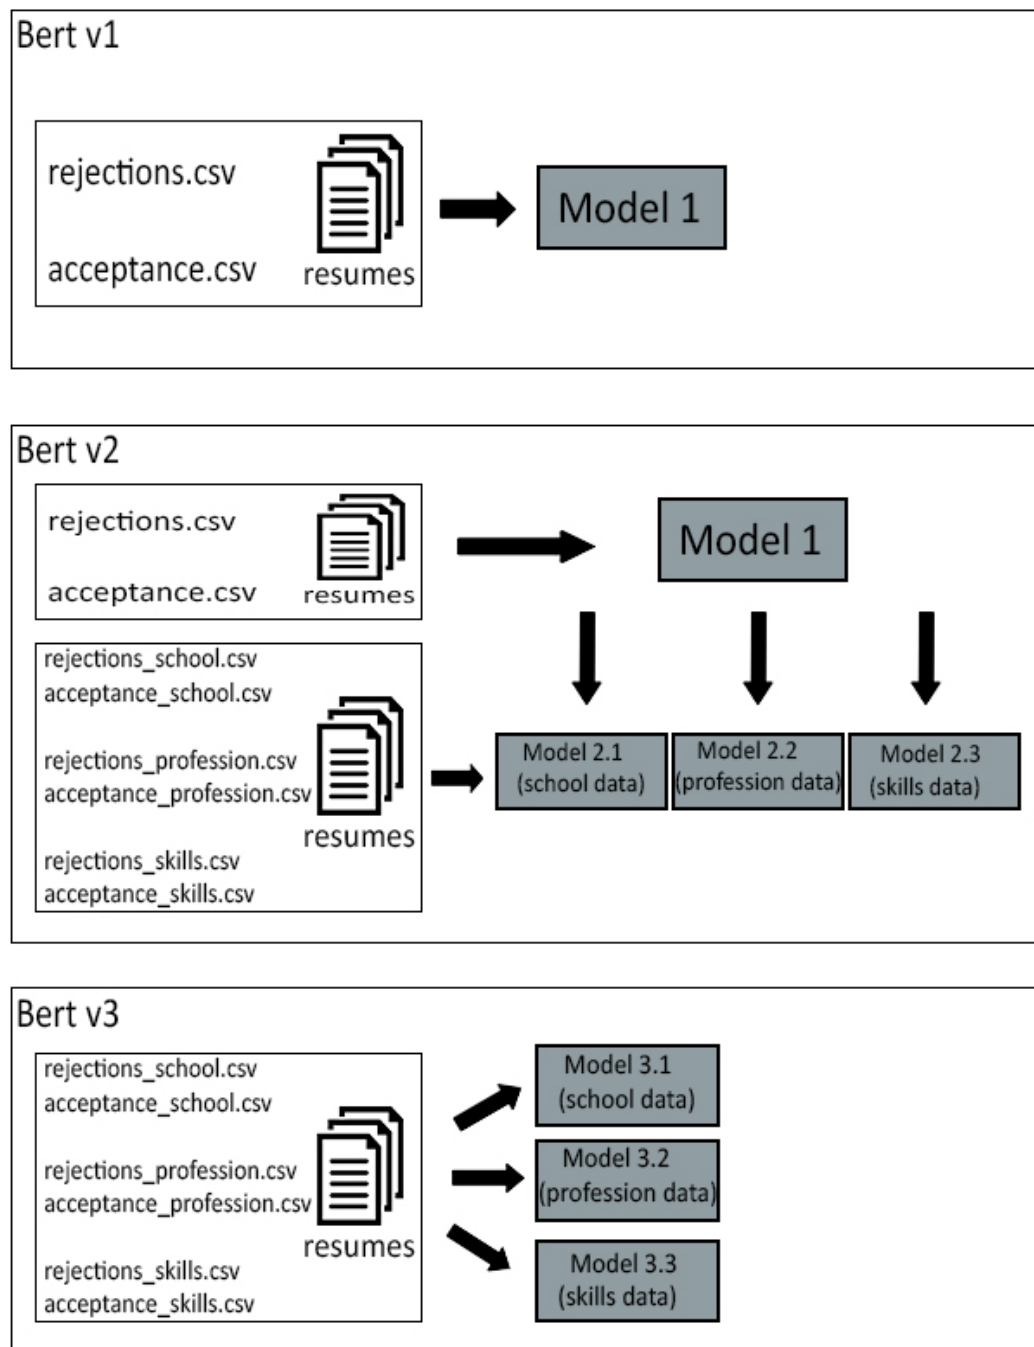 Bert v1
rejections.csv
acceptance.csv
resumes
Model 1
Bert v2
rejections.csv
acceptance.csv
resumes
Model 1
rejections_school.csv
acceptance_school.csv
rejections_profession.csv
acceptance_profession.csv
rejections_skills.csv
acceptance_skills.csv
resumes
Model 2.1
(school data)
Model 2.2
(profession data)
Model 2.3
(skills data)
Bert v3
rejections_school.csv
acceptance_school.csv
rejections_profession.csv
acceptance_profession.csv
rejections_skills.csv
acceptance_skills.csv
resumes
Model 3.1
(school data)
Model 3.2
(profession data)
Model 3.3
(skills data)